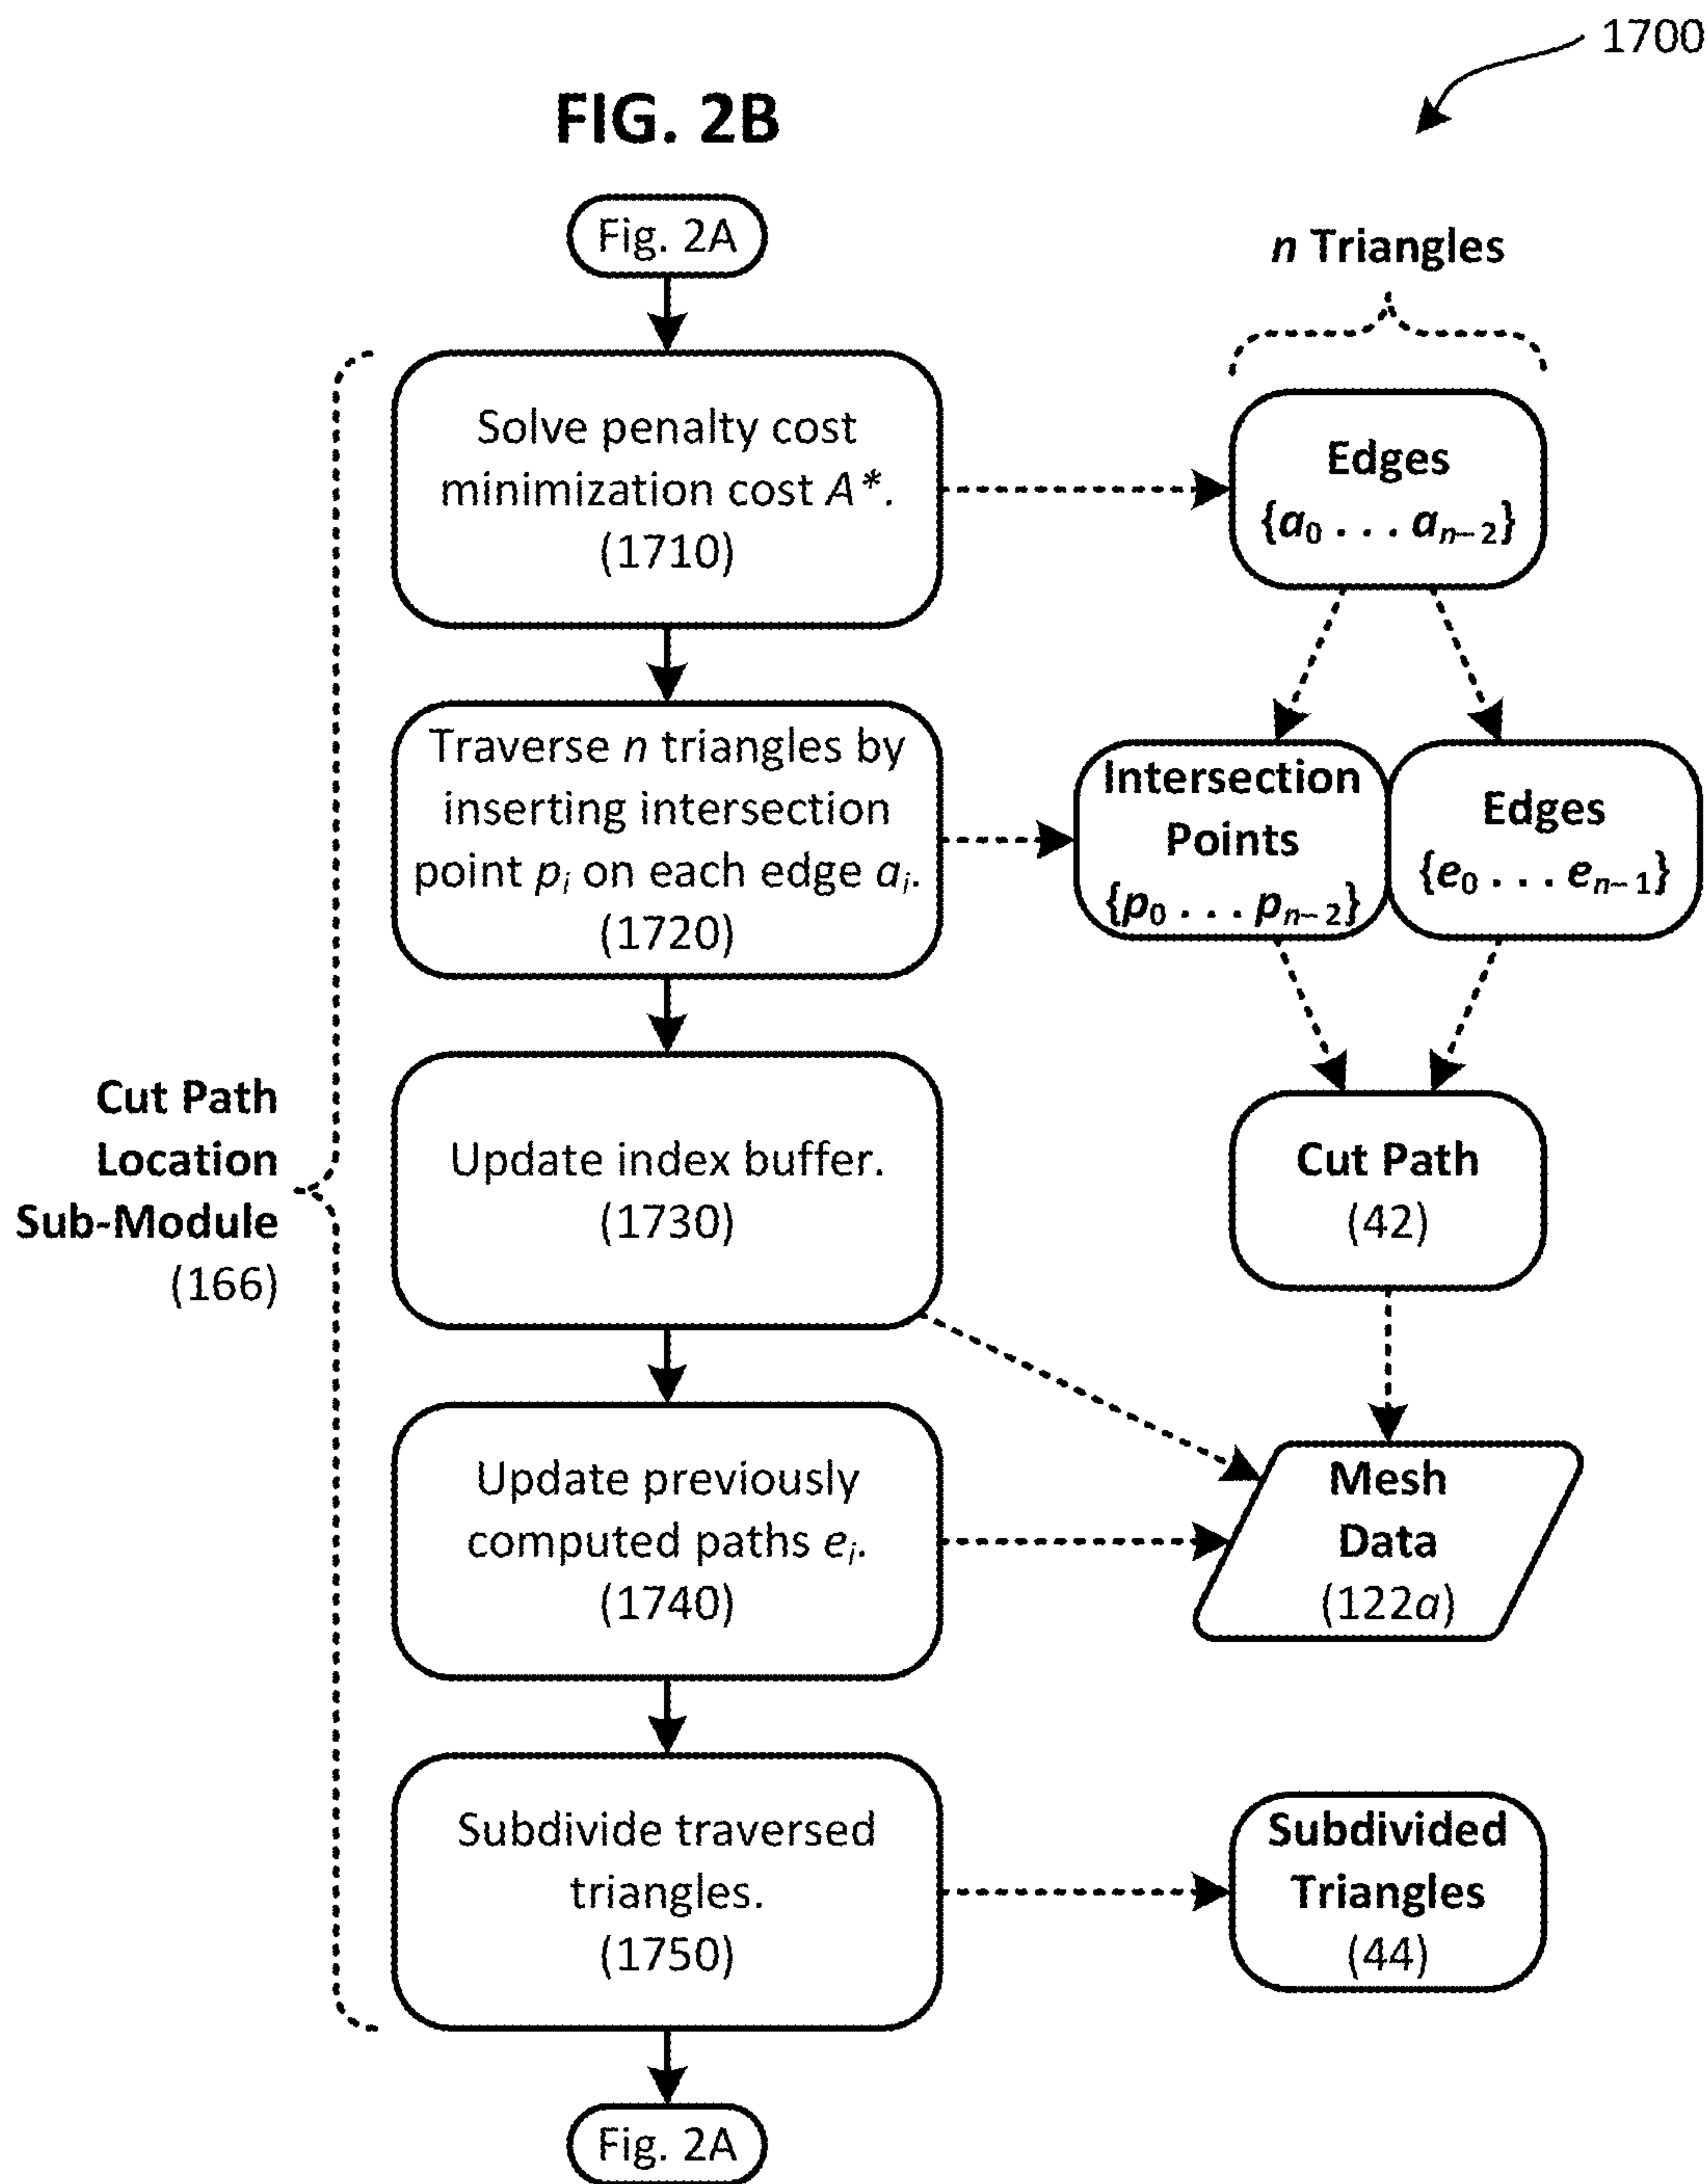 1700
FIG. 2B
Fig. 2A
n Triangles
Solve penalty cost
minimization cost A*.
(1710)
Edges
{a0 . . . an–2}
Traverse n triangles by
inserting intersection
point pi on each edge ai.
(1720)
Intersection
Points
{p0 . . . pn–2}
Edges
{e0 . . . en–1}
Cut Path
Location
Sub-Module
(166)
Update index buffer.
(1730)
Cut Path
(42)
Update previously
computed paths ei.
(1740)
Mesh
Data
(122a)
Subdivide traversed
triangles.
(1750)
Subdivided
Triangles
(44)
Fig. 2A